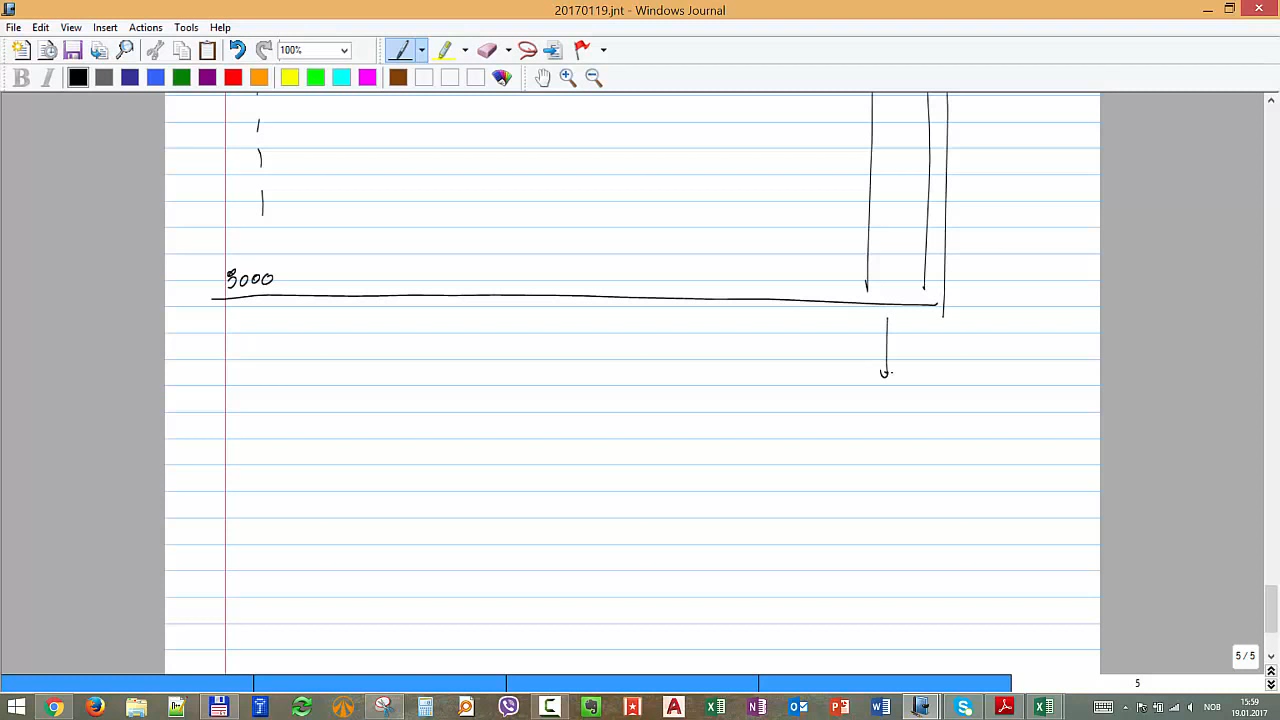 20170119.jnt - Windows Journal
File Edit View Insert Actions Tools Help
100%
B I
3000
5 / 5
5
NOB
15:59
19.01.2017